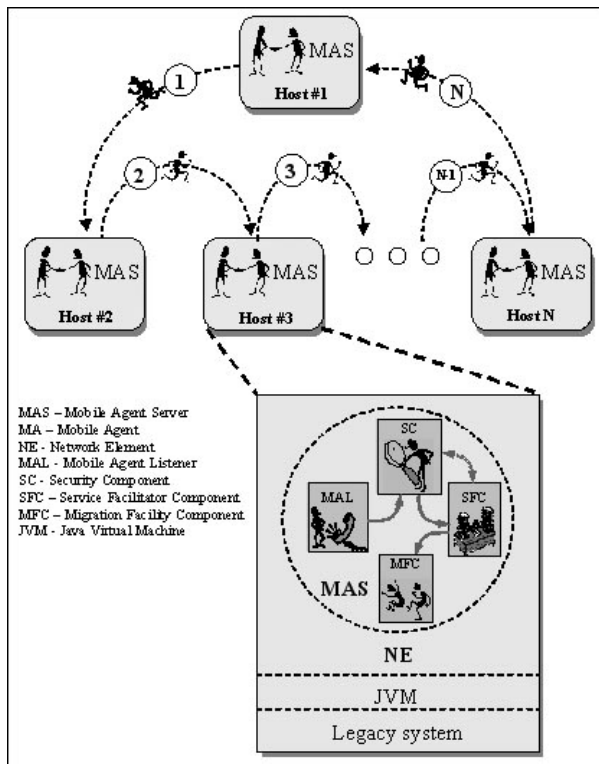 MAS
Host #1
1
N
2
3
N-1
MAS
Host #2
MAS
Host #3
MAS
Host N
MAS – Mobile Agent Server
MA – Mobile Agent
NE - Network Element
MAL - Mobile Agent Listener
SC - Security Component
SFC – Service Facilitator Component
MFC – Migration Facility Component
JVM - Java Virtual Machine
SC
MAL
SFC
MFC
MAS
NE
JVM
Legacy system